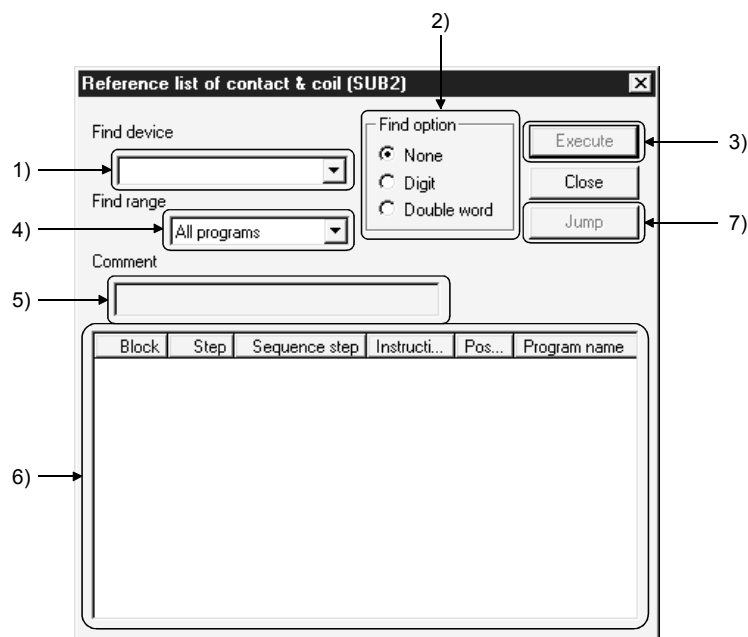 2)
Reference list of contact & coil (SUB2)
Find device
Find option
None
Digit
Double word
Execute
3)
1)
Close
Find range
4)
All programs
Jump
7)
Comment
5)
Block Step Sequence step Instructi... Pos... Program name
6)